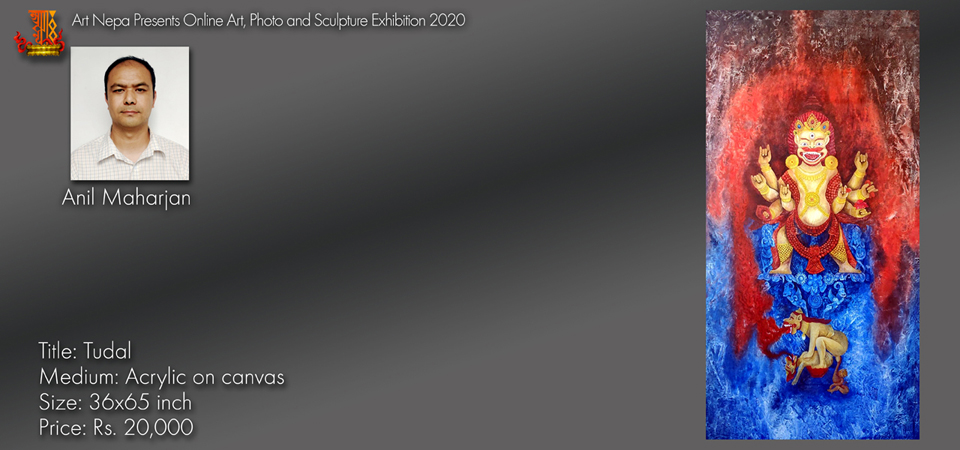 Art Nepa Presents Online Art, Photo and Sculpture Exhibition 2020
Anil Maharjan
Title: Tudal
Medium: Acrylic on canvas
Size: 36x65 inch
Price: Rs. 20,000